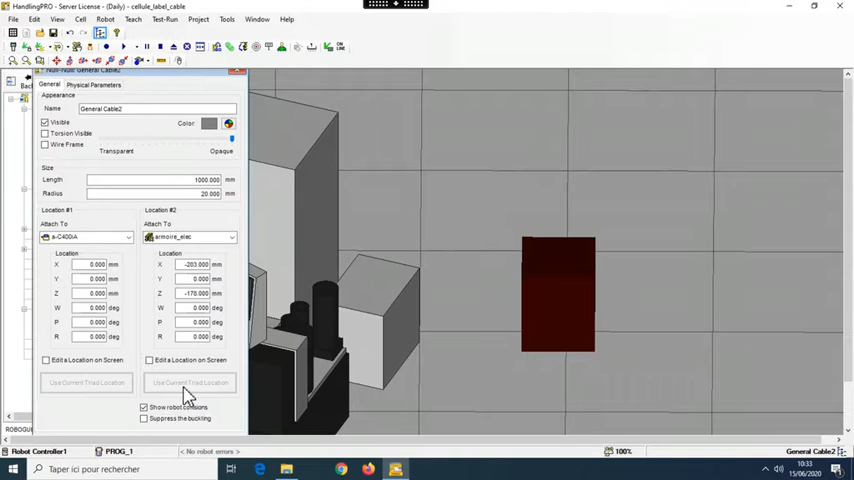 HandlingPRO - Server License - (Daily) - cellule_label_cable
File Edit View Cell Robot Teach Test-Run Project Tools Window Help
ON LINE
Null-Null: General Cable2
General Physical Parameters
Appearance
Name General Cable2
Visible Color:
Torsion Visible
Wire Frame
Transparent Opaque
Size
Length 1000.000 mm
Radius 20.000 mm
Location #1 Location #2
Attach To Attach To
a-C400iA armoire_elec
Location Location
X 0.000 mm X -203.000 mm
Y 0.000 mm Y 0.000 mm
Z 0.000 mm Z -178.000 mm
W 0.000 deg W 0.000 deg
P 0.000 deg P 0.000 deg
R 0.000 deg R 0.000 deg
Edit a Location on Screen Edit a Location on Screen
Use Current Triad Location Use Current Triad Location
Show robot collisions
Suppress the buckling
Robot Controller1 PROG_1 < No robot errors > 100% General Cable2
Taper ici pour rechercher
10:33
15/06/2020